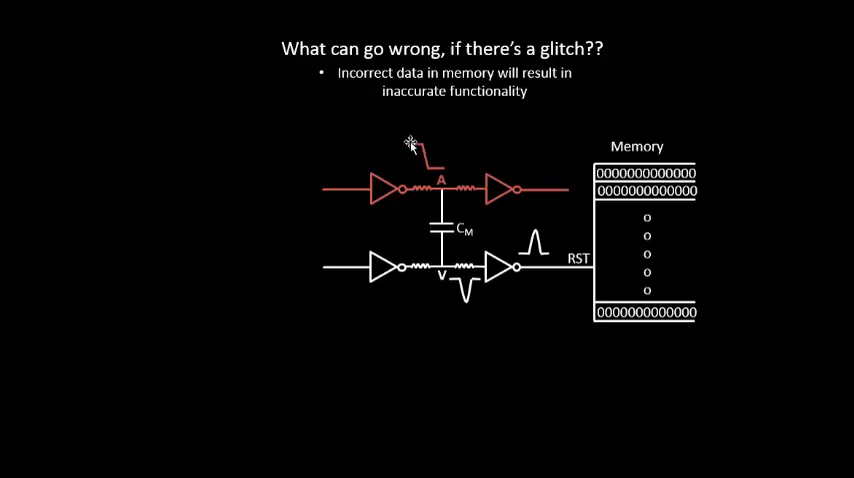 What can go wrong, if there's a glitch??
• Incorrect data in memory will result in
inaccurate functionality
Memory
0000000000000
A
0000000000000
o
o
CM
o
RST
V
o
o
0000000000000